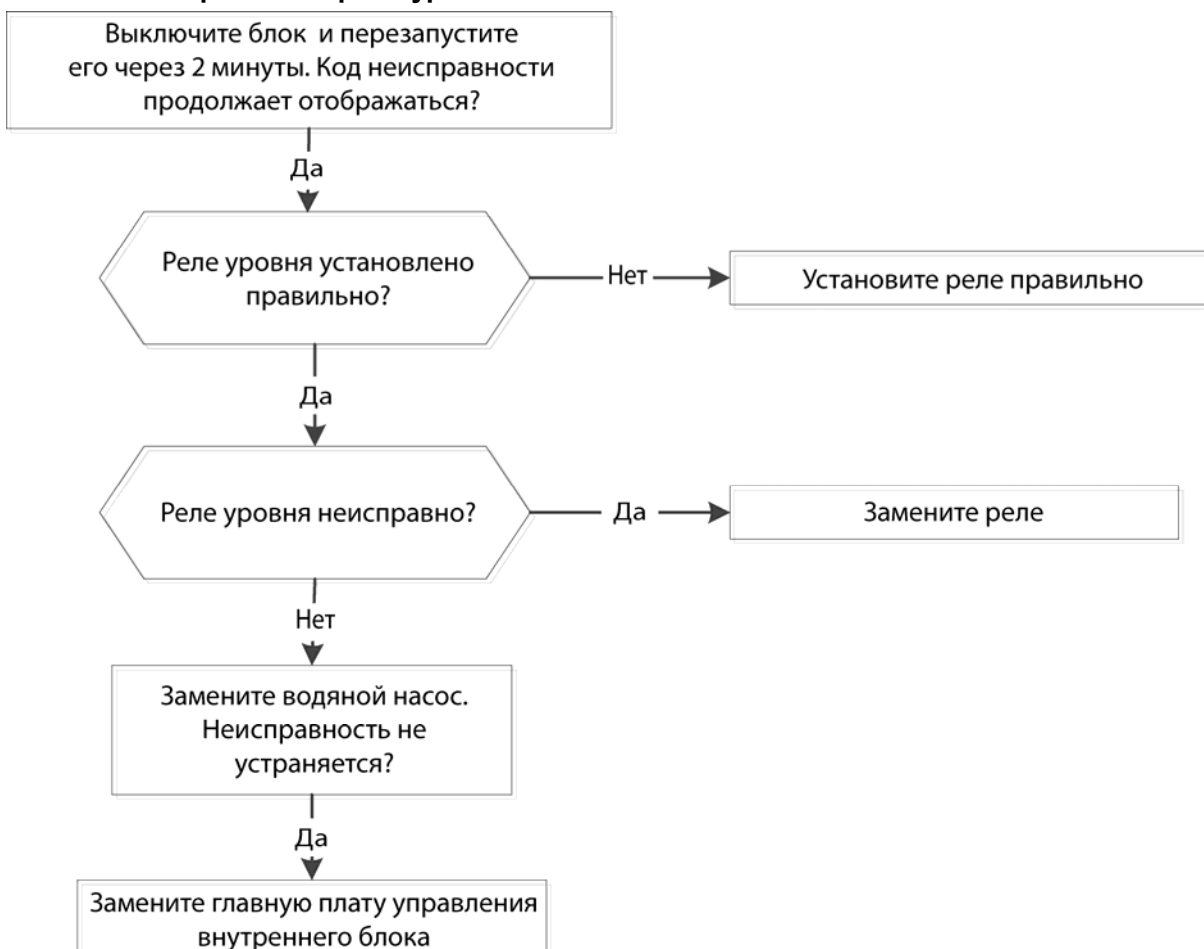 Выключите блок и перезапустите
его через 2 минуты. Код неисправности
продолжает отображаться?
Да
Реле уровня установлено
правильно?
Нет
Установите реле правильно
Да
Реле уровня неисправно?
Да
Замените реле
Нет
Замените водяной насос.
Неисправность не
устраняется?
Да
Замените главную плату управления
внутреннего блока